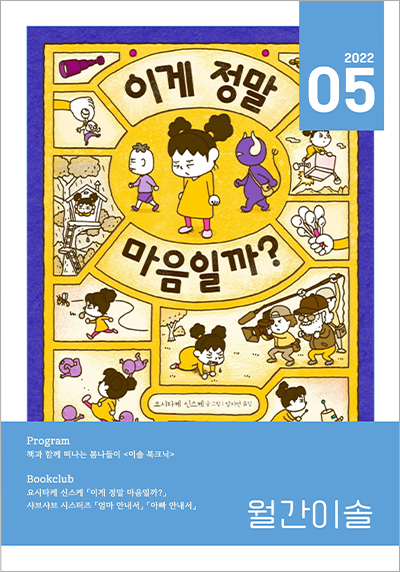 2022
05
이게 정말
마음일까?
요시타케 신스케 글·그림 | 양지연 옮김
Program
책과 함께 떠나는 봄나들이 <이솔 북크닉>
Bookclub
요시타케 신스케 「이게 정말 마음일까?」
샤브샤브 시스터즈 「엄마 안내서」 「아빠 안내서」
월간이솔